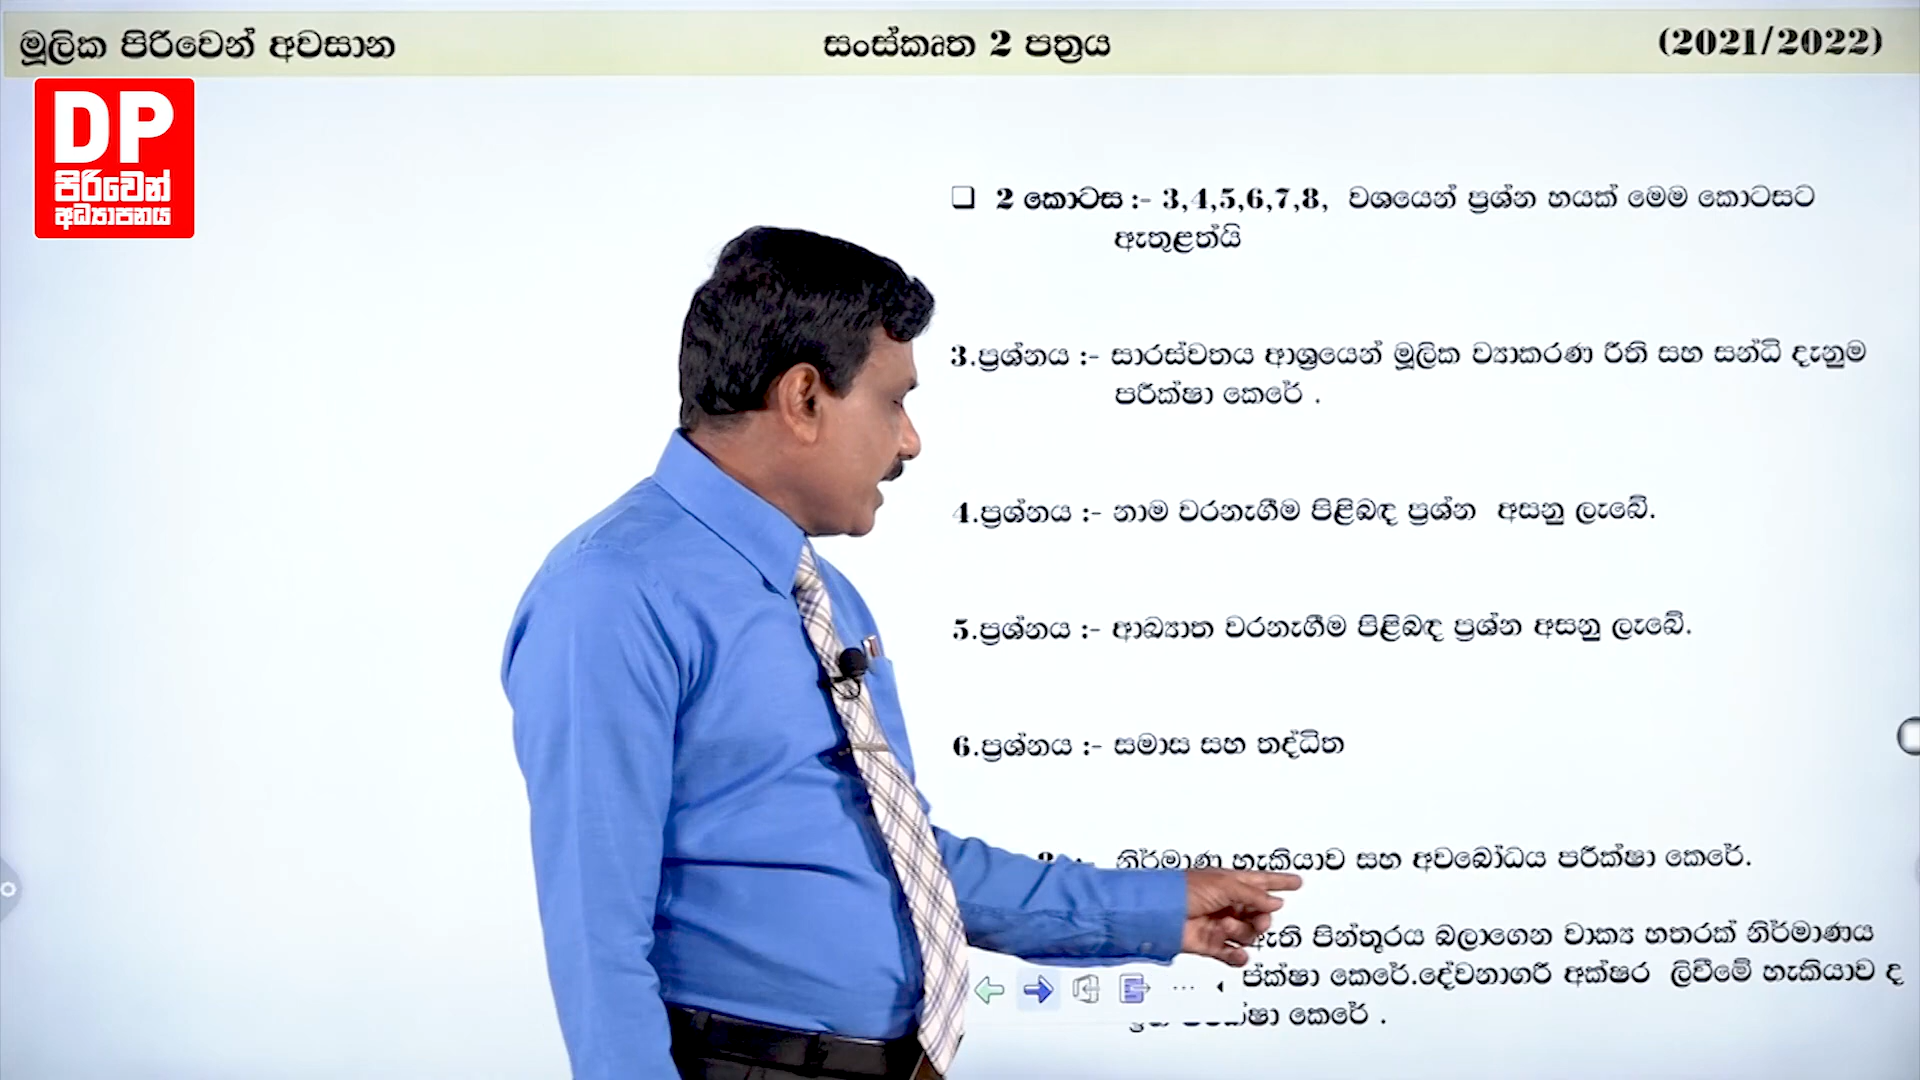 මූලික පිරිවෙන් අවසාන සංස්කෘත 2 පත්‍රය (2021/2022)
DP
පිරිවෙන්
අධ්‍යාපනය
2 කොටස :- 3,4,5,6,7,8, වශයෙන් ප්‍රශ්න හයක් මෙම කොටසට
ඇතුළත්යි
3.ප්‍රශ්නය :- සාරස්වතය ආශ්‍රයෙන් මූලික ව්‍යාකරණ රීති සහ සන්ධි දැනුම
පරීක්ෂා කෙරේ .
4.ප්‍රශ්නය :- නාම වරනැගීම පිළිබඳ ප්‍රශ්න අසනු ලැබේ.
5.ප්‍රශ්නය :- ආඛ්‍යාත වරනැගීම පිළිබඳ ප්‍රශ්න අසනු ලැබේ.
6.ප්‍රශ්නය :- සමාස සහ තද්ධිත
නිර්මාණ හැකියාව සහ අවබෝධය පරීක්ෂා කෙරේ.
ඇති පින්තූරය බලාගෙන වාක්‍ය හතරක් නිර්මාණය
කෙරේ.දේවනාගරී අක්ෂර ලිවීමේ හැකියාව ද
කෙරේ .